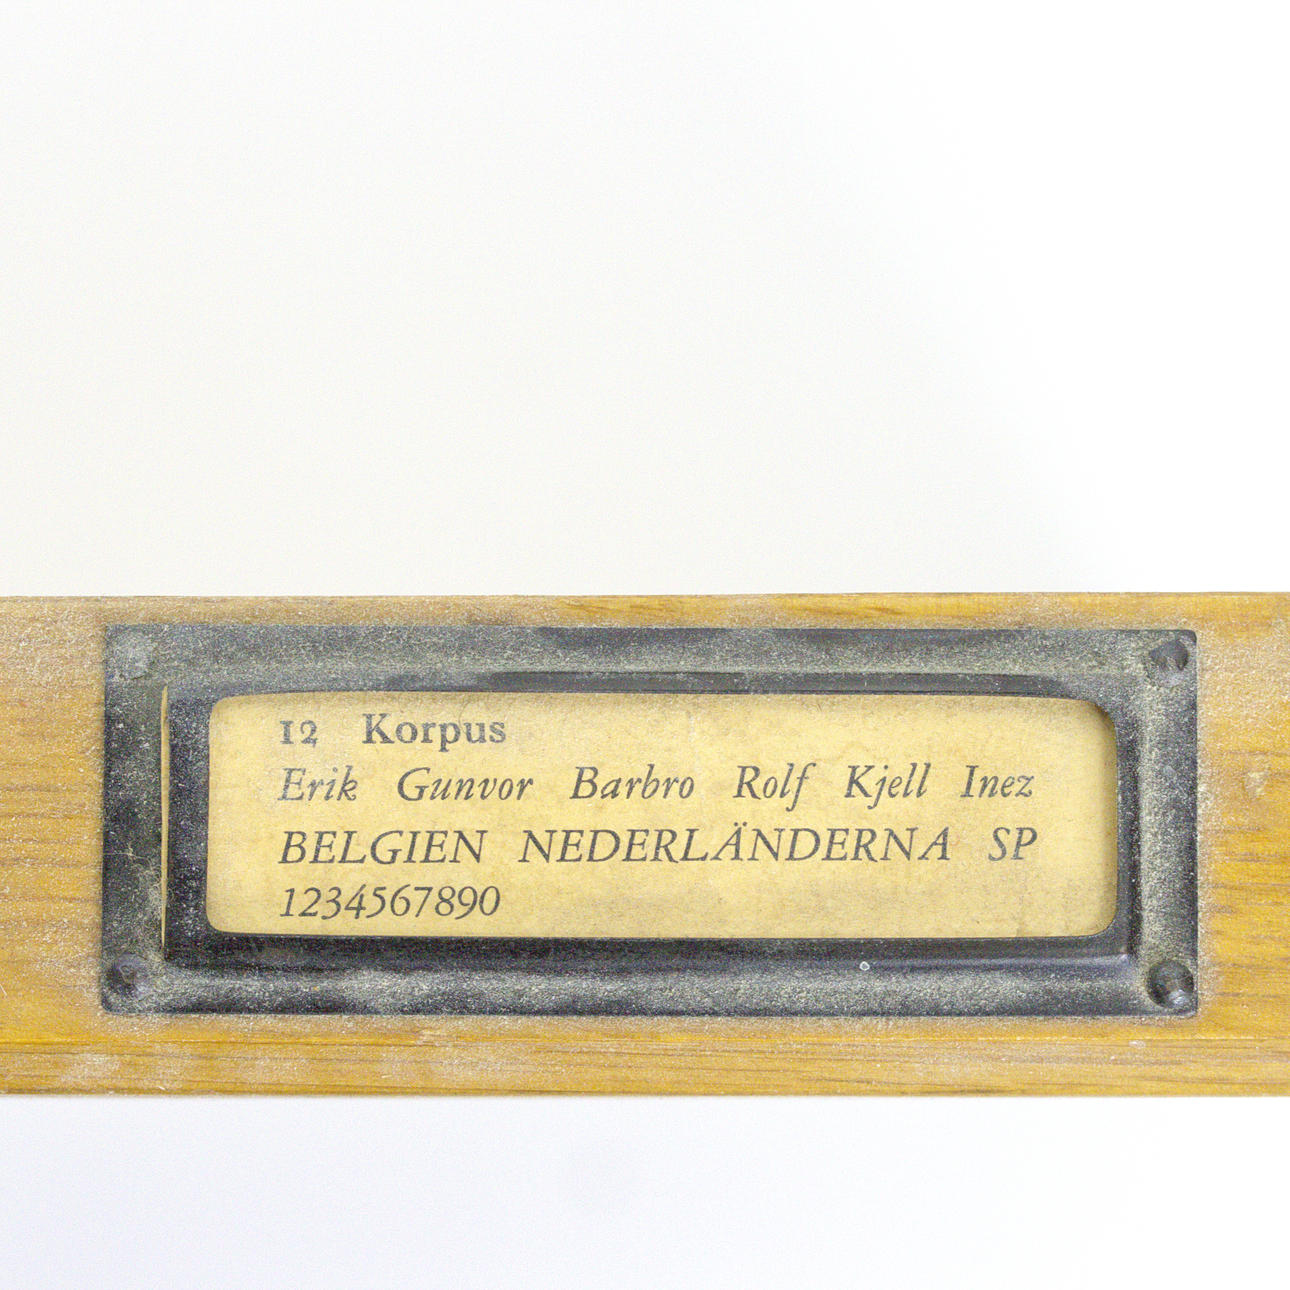 12 Korpus
Erik Gunvor Barbro Rolf Kjell Inez
BELGIEN NEDERLÄNDERNA SP
1234567890